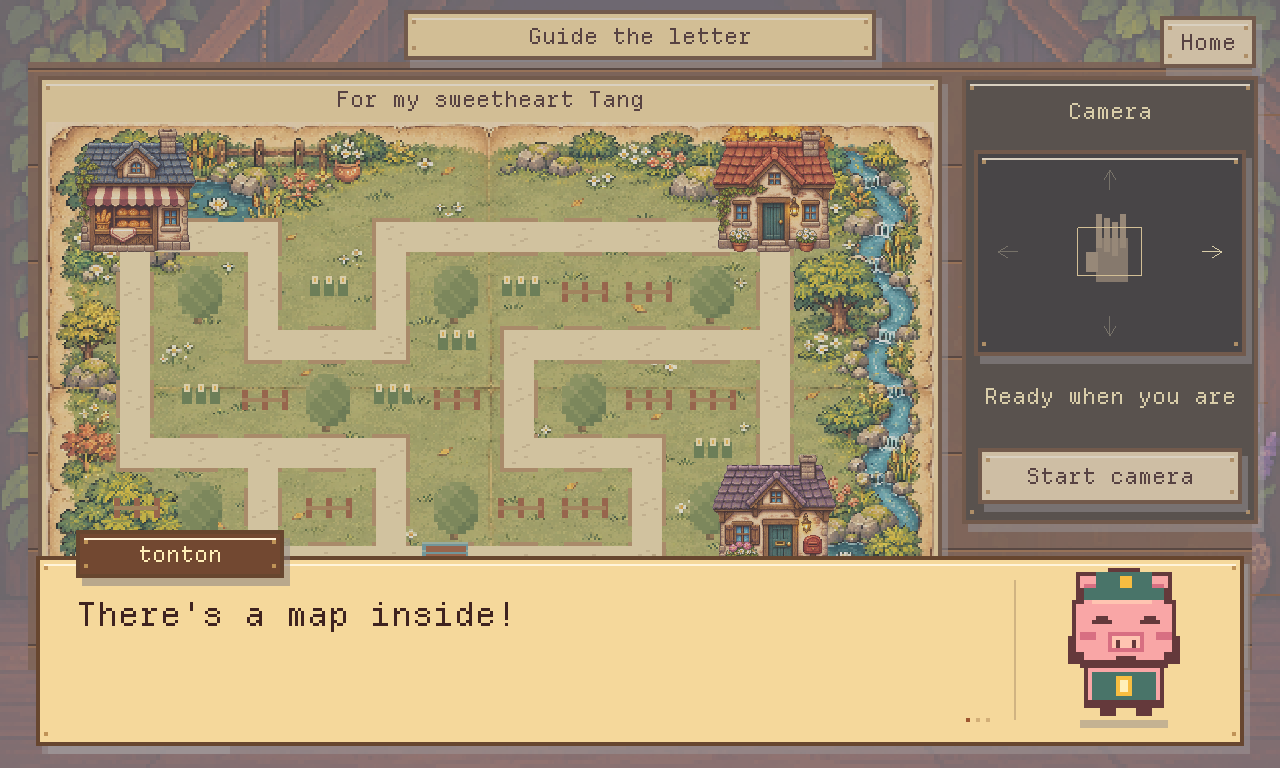 Guide the letter
Home
For my sweetheart Tang
Camera
Ready when you are
Start camera
tonton
There's a map inside!